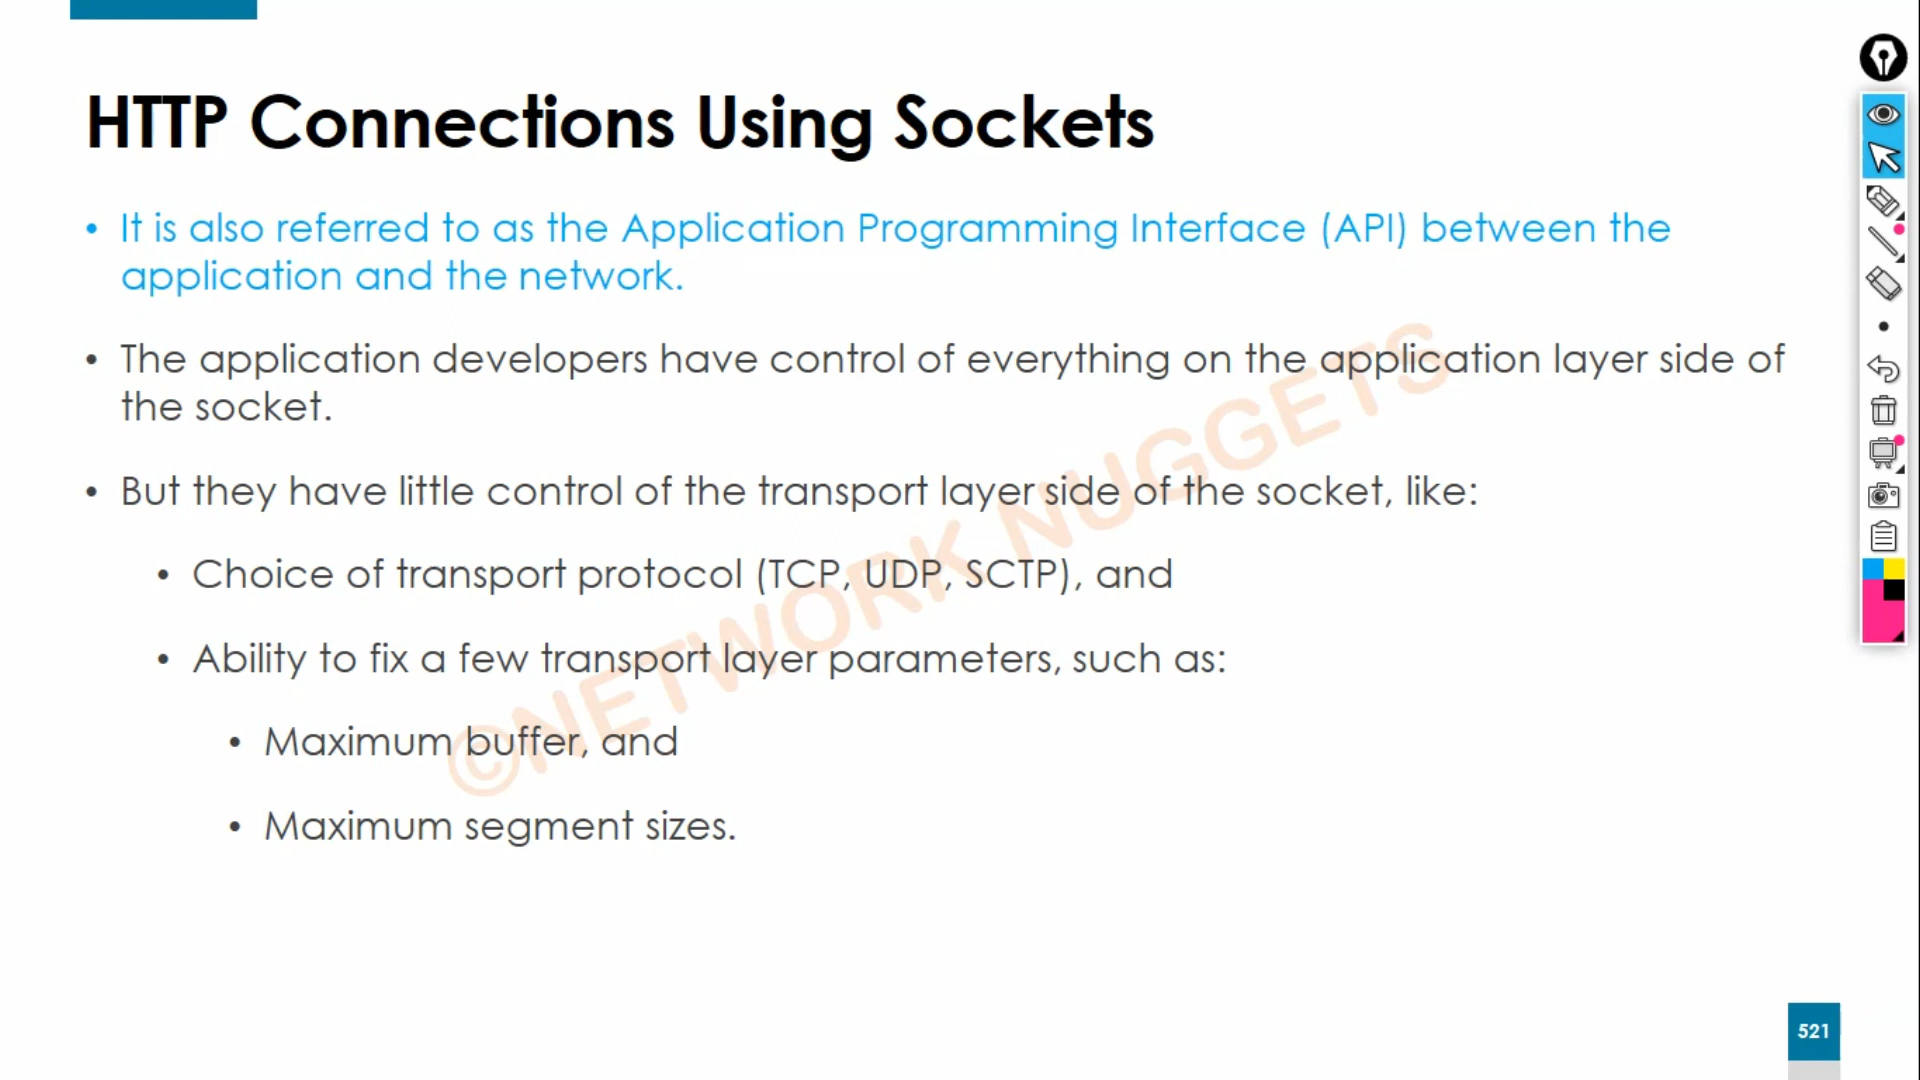 HTTP Connections Using Sockets
• It is also referred to as the Application Programming Interface (API) between the
application and the network.
• The application developers have control of everything on the application layer side of
the socket.
• But they have little control of the transport layer side of the socket, like:
• Choice of transport protocol (TCP, UDP, SCTP), and
• Ability to fix a few transport layer parameters, such as:
• Maximum buffer, and
• Maximum segment sizes.
©NETWORK NUGGETS
521